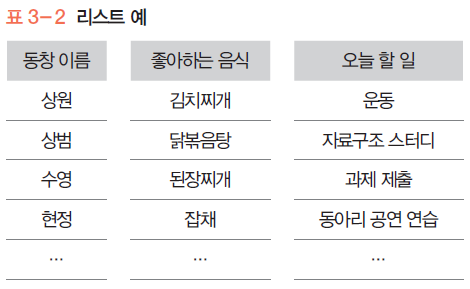 표 3-2 리스트 예
동창 이름 좋아하는 음식 오늘 할 일
상원 김치찌개 운동
상범 닭볶음탕 자료구조 스터디
수영 된장찌개 과제 제출
현정 잡채 동아리 공연 연습
… … …